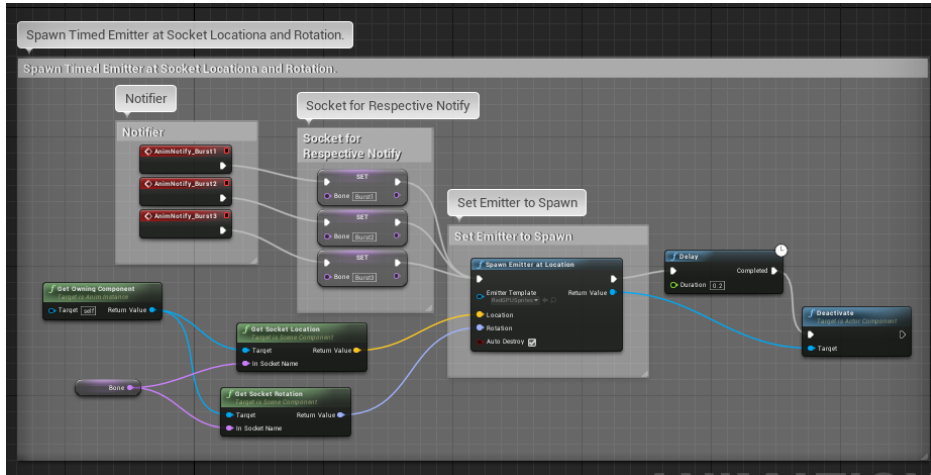 Spawn Timed Emitter at Socket Locationa and Rotation.
Spawn Timed Emitter at Socket Locationa and Rotation.
Notifier
Socket for Respective Notify
Notifier
AnimNotify_Burst1
AnimNotify_Burst2
AnimNotify_Burst3
Socket for
Respective Notify
SET
Bone Burst1
SET
Bone Burst2
SET
Bone Burst3
Set Emitter to Spawn
Set Emitter to Spawn
f Spawn Emitter at Location
Emitter Template Return Value
Location
Rotation
Auto Destroy
f Delay
Completed
Duration 0.2
f Deactivate
Target is Actor Component
Target
f Get Owning Component
Target is Anim Instance
Target self Return Value
f Get Socket Location
Target is Scene Component
Target Return Value
In Socket Name
Bone
f Get Socket Rotation
Target is Scene Component
Target Return Value
In Socket Name